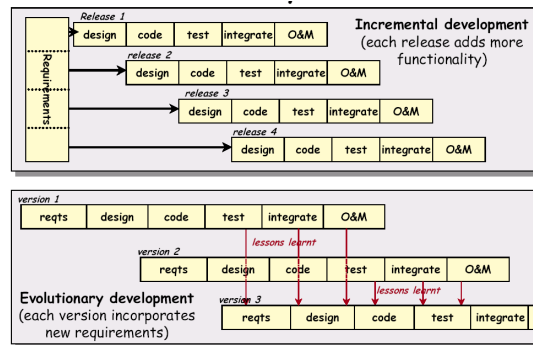 Release 1
design code test integrate O&M
Incremental development
(each release adds more
functionality)
release 2
design code test integrate O&M
Requirements
release 3
design code test integrate O&M
release 4
design code test integrate O&M
version 1
reqts design code test integrate O&M
lessons learnt
version 2
reqts design code test integrate O&M
lessons learnt
Evolutionary development
(each version incorporates
new requirements)
version 3
reqts design code test integrate